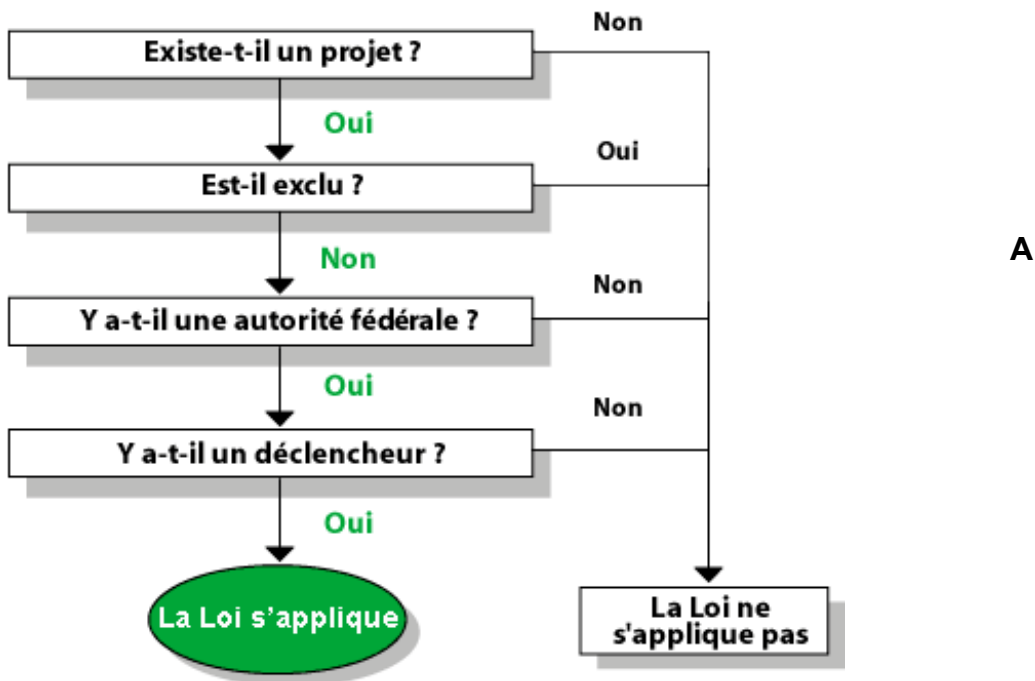 Non
Existe-t-il un projet ?
Oui
Oui
Est-il exclu ?
Non
A
Non
Y a-t-il une autorité fédérale ?
Oui
Non
Y a-t-il un déclencheur ?
Oui
La Loi s'applique
La Loi ne
s'applique pas